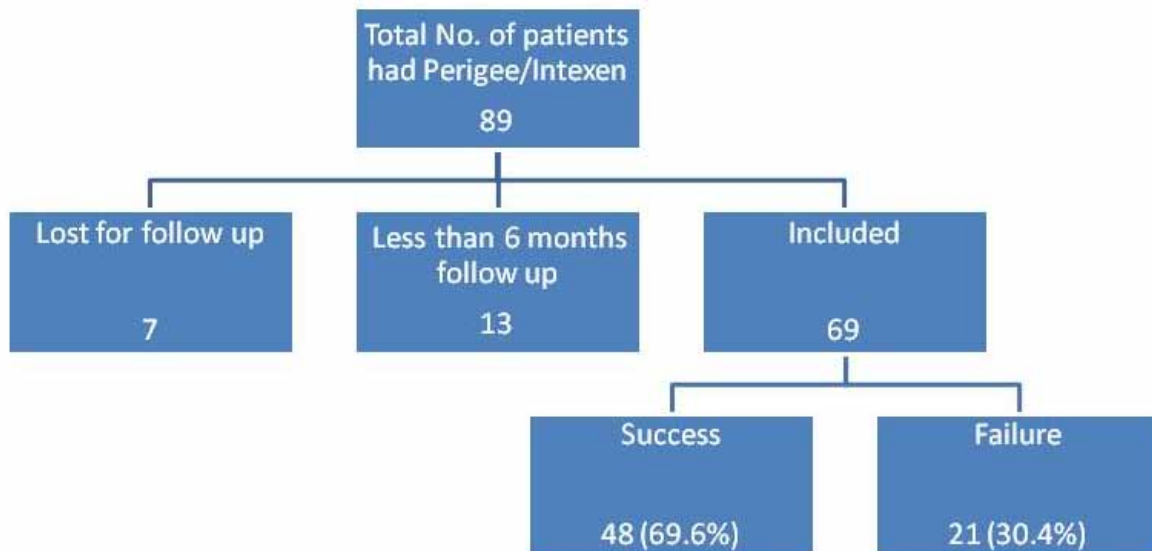 Total No. of patients
had Perigee/Intexen
89
Lost for follow up
7
Less than 6 months
follow up
13
Included
69
Success
48 (69.6%)
Failure
21 (30.4%)